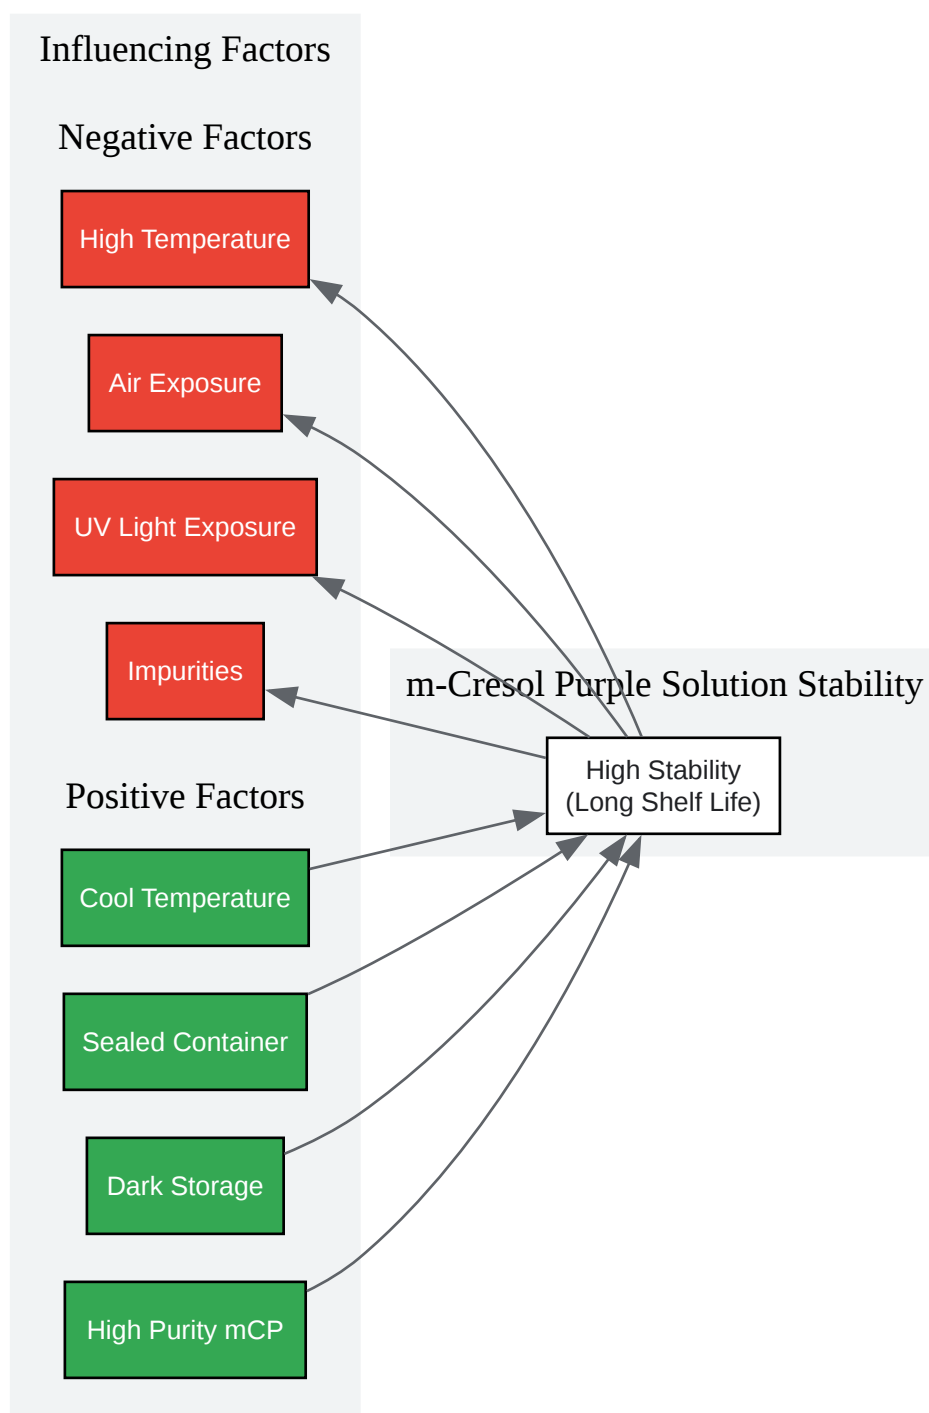 Influencing Factors
Negative Factors
High Temperature
Air Exposure
UV Light Exposure
Impurities
m-Cresol Purple Solution Stability
High Stability
(Long Shelf Life)
Positive Factors
Cool Temperature
Sealed Container
Dark Storage
High Purity mCP